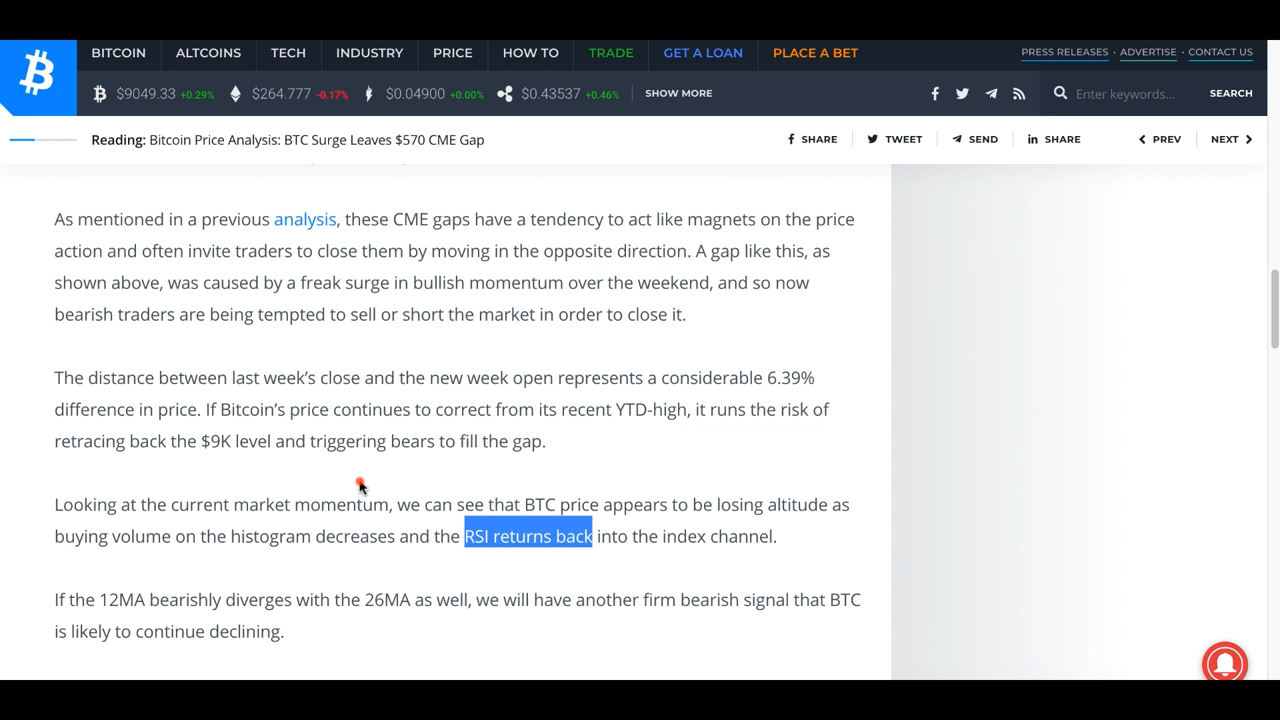 BITCOIN ALTCOINS TECH INDUSTRY PRICE HOW TO TRADE GET A LOAN PLACE A BET PRESS RELEASES · ADVERTISE · CONTACT US
$9049.33 +0.29% $264.777 -0.17% $0.04900 +0.00% $0.43537 +0.46% SHOW MORE Enter keywords... SEARCH
Reading: Bitcoin Price Analysis: BTC Surge Leaves $570 CME Gap SHARE TWEET SEND SHARE PREV NEXT
As mentioned in a previous analysis, these CME gaps have a tendency to act like magnets on the price
action and often invite traders to close them by moving in the opposite direction. A gap like this, as
shown above, was caused by a freak surge in bullish momentum over the weekend, and so now
bearish traders are being tempted to sell or short the market in order to close it.
The distance between last week's close and the new week open represents a considerable 6.39%
difference in price. If Bitcoin's price continues to correct from its recent YTD-high, it runs the risk of
retracing back the $9K level and triggering bears to fill the gap.
Looking at the current market momentum, we can see that BTC price appears to be losing altitude as
buying volume on the histogram decreases and the RSI returns back into the index channel.
If the 12MA bearishly diverges with the 26MA as well, we will have another firm bearish signal that BTC
is likely to continue declining.